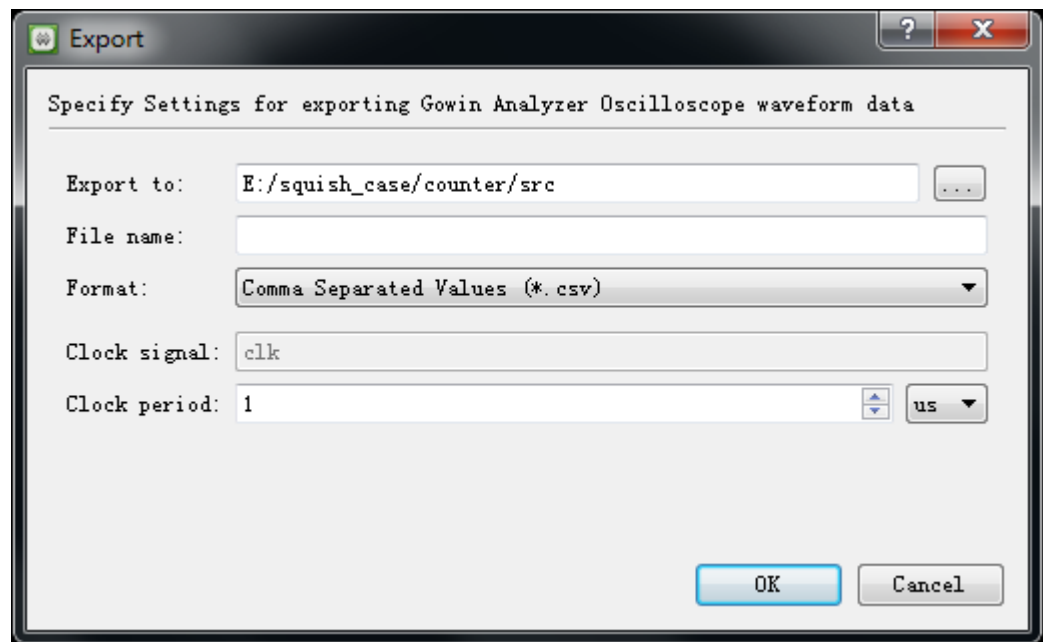 Export
?
X
Specify Settings for exporting Gowin Analyzer Oscilloscope waveform data
Export to: E:/squish_case/counter/src ...
File name:
Format: Comma Separated Values (*.csv)
Clock signal: clk
Clock period: 1 us
OK Cancel